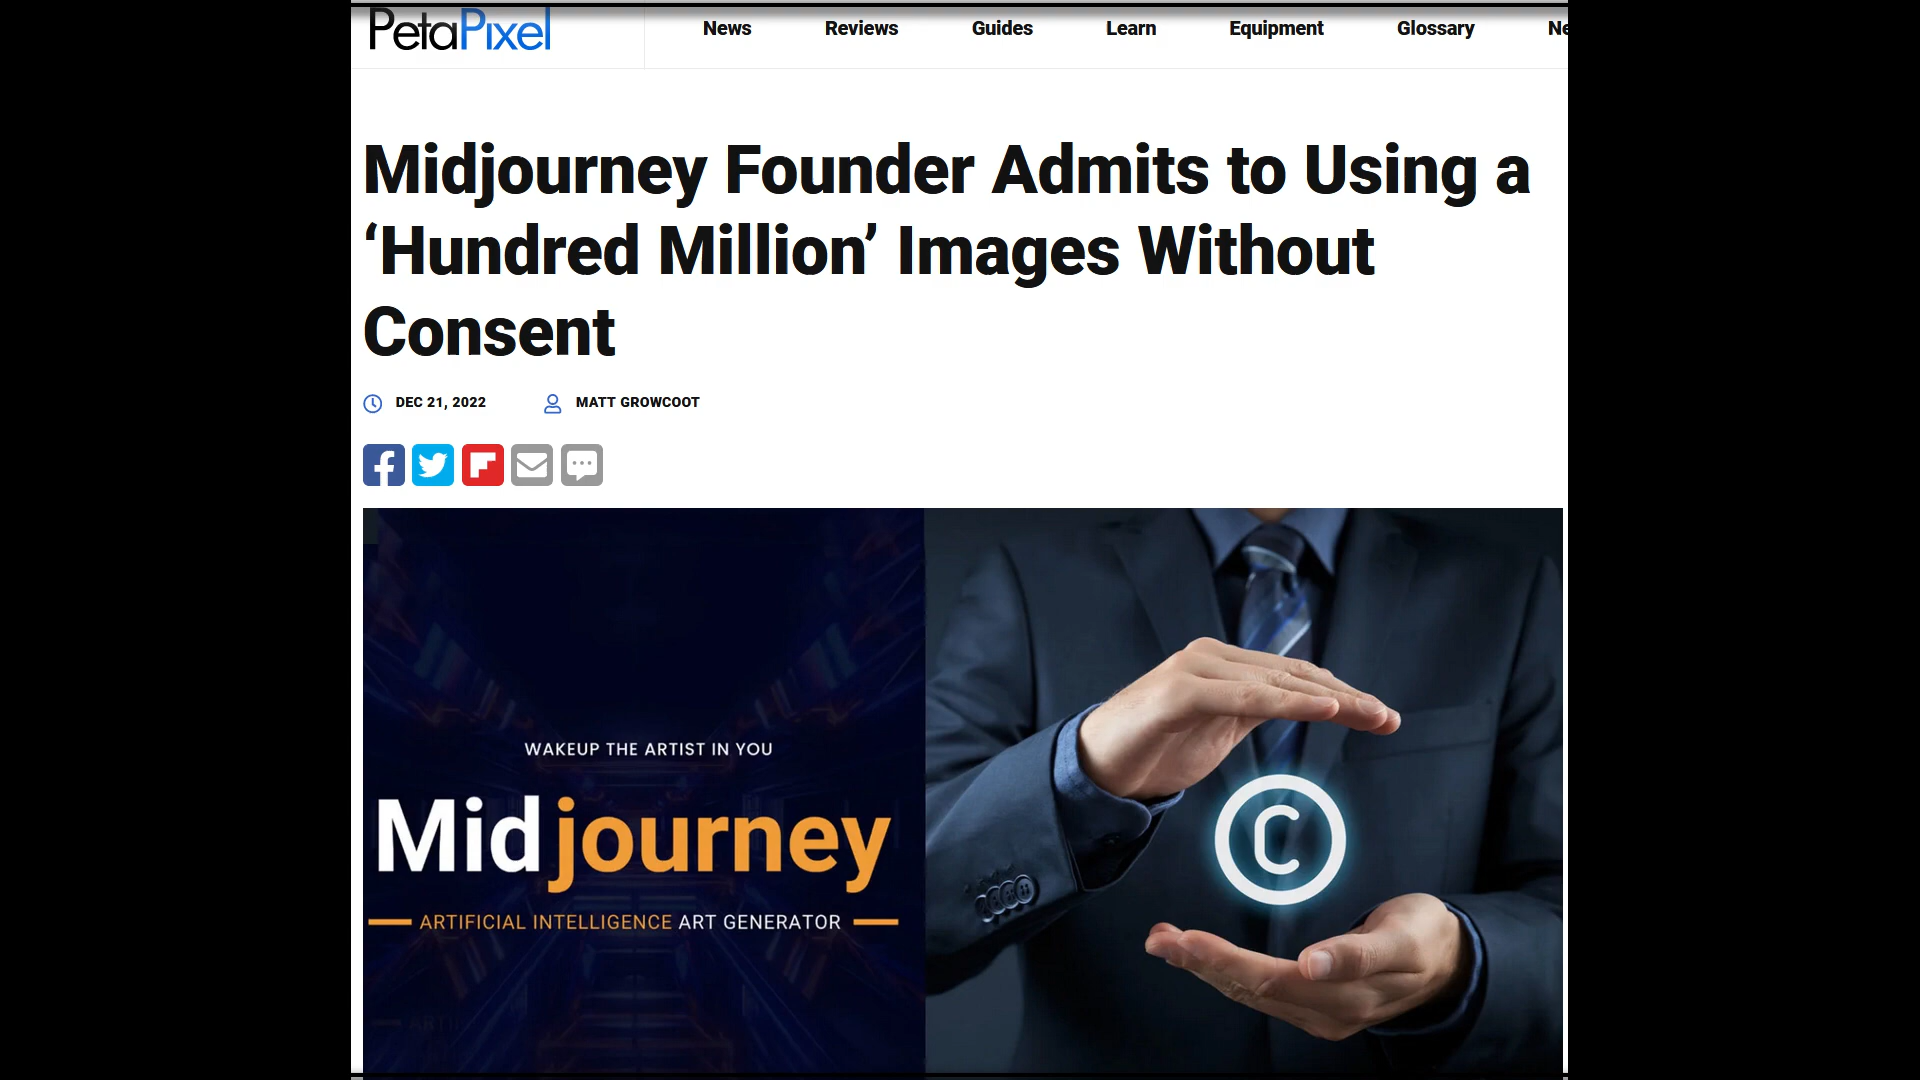 PetaPixel
News Reviews Guides Learn Equipment Glossary Ne
Midjourney Founder Admits to Using a
‘Hundred Million’ Images Without
Consent
DEC 21, 2022 MATT GROWCOOT
WAKEUP THE ARTIST IN YOU
Midjourney
ARTIFICIAL INTELLIGENCE ART GENERATOR
©